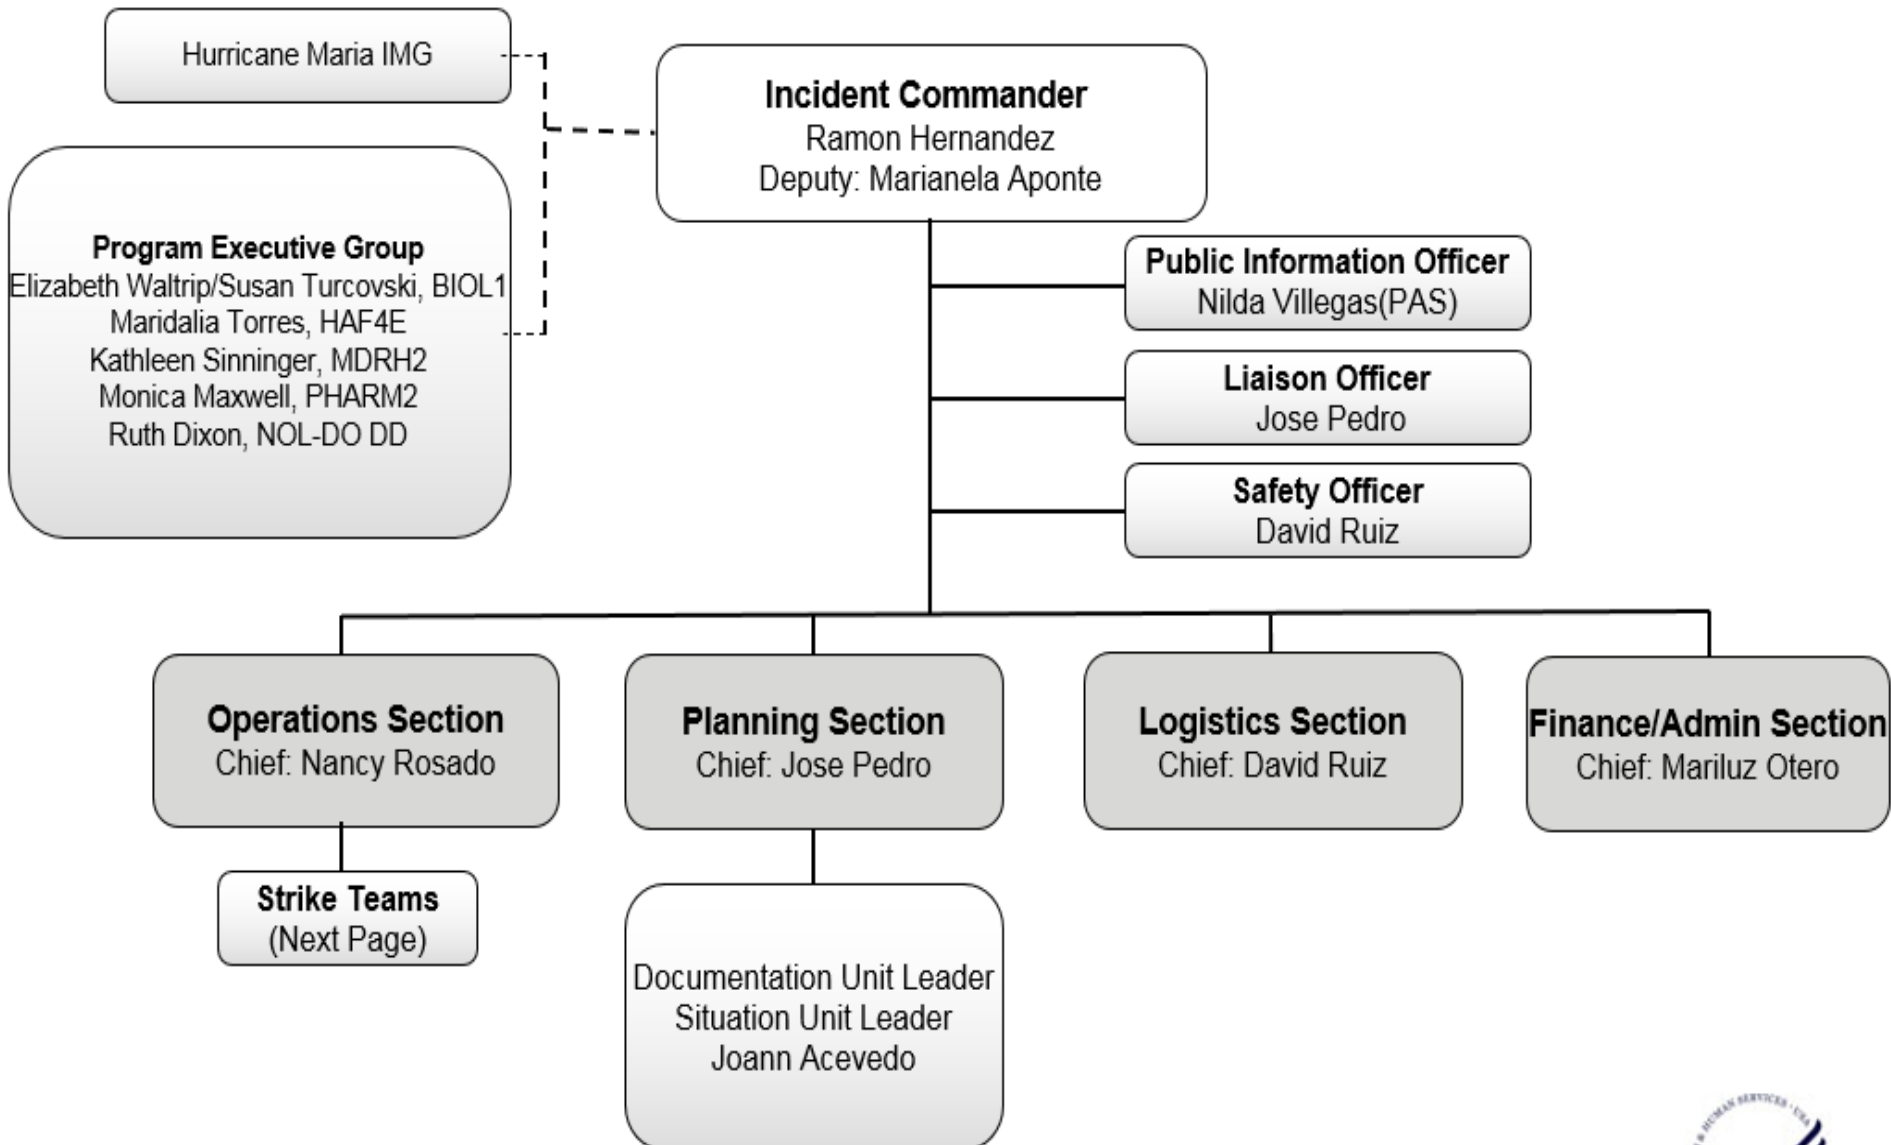 Hurricane Maria IMG
Incident Commander
Ramon Hernandez
Deputy: Marianela Aponte
Program Executive Group
Elizabeth Waltrip/Susan Turcovski, BIOL1
Maridalia Torres, HAF4E
Kathleen Sinninger, MDRH2
Monica Maxwell, PHARM2
Ruth Dixon, NOL-DO DD
Public Information Officer
Nilda Villegas(PAS)
Liaison Officer
Jose Pedro
Safety Officer
David Ruiz
Operations Section
Chief: Nancy Rosado
Planning Section
Chief: Jose Pedro
Logistics Section
Chief: David Ruiz
Finance/Admin Section
Chief: Mariluz Otero
Strike Teams
(Next Page)
Documentation Unit Leader
Situation Unit Leader
Joann Acevedo
& HUMAN SERVICES · USA